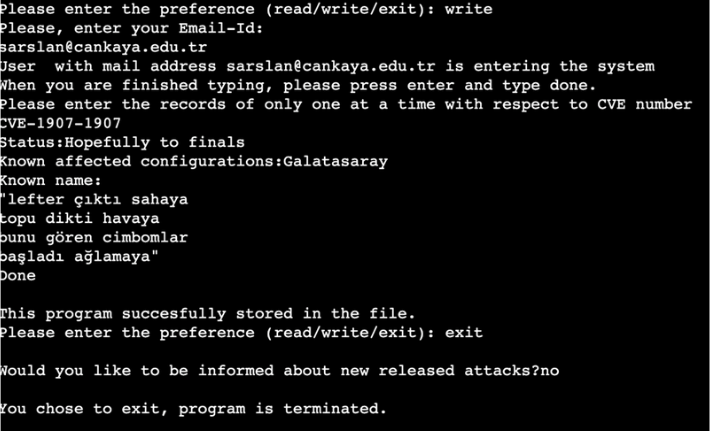 Please enter the preference (read/write/exit): write
Please, enter your Email-Id:
sarslan@cankaya.edu.tr
User  with mail address sarslan@cankaya.edu.tr is entering the system
When you are finished typing, please press enter and type done.
Please enter the records of only one at a time with respect to CVE number
CVE-1907-1907
Status:Hopefully to finals
Known affected configurations:Galatasaray
Known name:
"lefter çıktı sahaya
topu dikti havaya
bunu gören cimbomlar
başladı ağlamaya"
Done
This program succesfully stored in the file.
Please enter the preference (read/write/exit): exit
Would you like to be informed about new released attacks?no
You chose to exit, program is terminated.